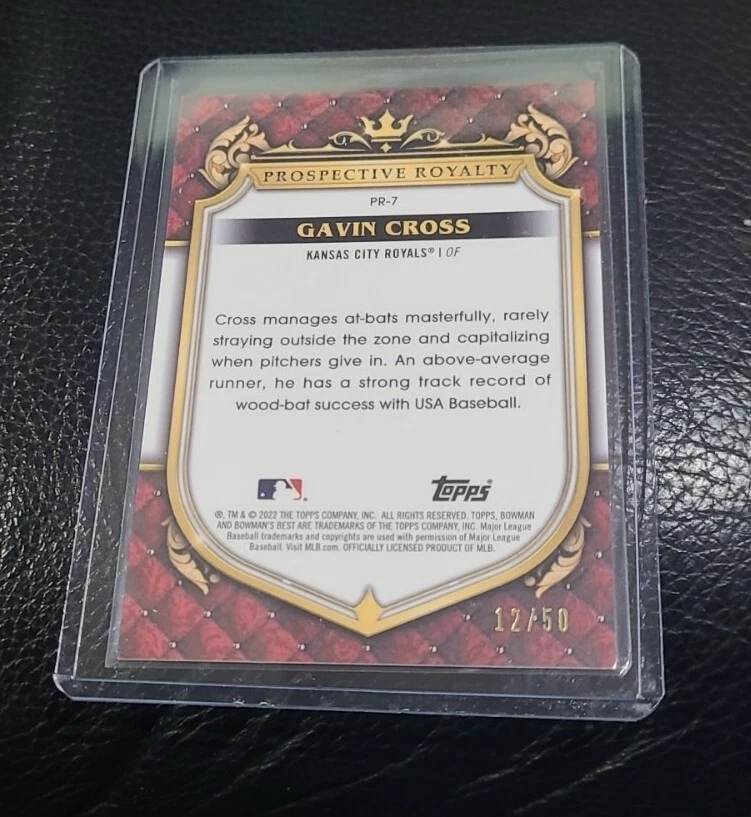 PROSPECTIVE ROYALTY
PR-7
GAVIN CROSS
KANSAS CITY ROYALS® | OF
Cross manages at-bats masterfully, rarely
straying outside the zone and capitalizing
when pitchers give in. An above-average
runner, he has a strong track record of
wood-bat success with USA Baseball.
Topps®
®, TM & © 2022 THE TOPPS COMPANY, INC. ALL RIGHTS RESERVED. TOPPS, BOWMAN
AND BOWMAN'S BEST ARE TRADEMARKS OF THE TOPPS COMPANY, INC. Major League
Baseball trademarks and copyrights are used with permission of Major League
Baseball. Visit MLB.com. OFFICIALLY LICENSED PRODUCT OF MLB.
12/50